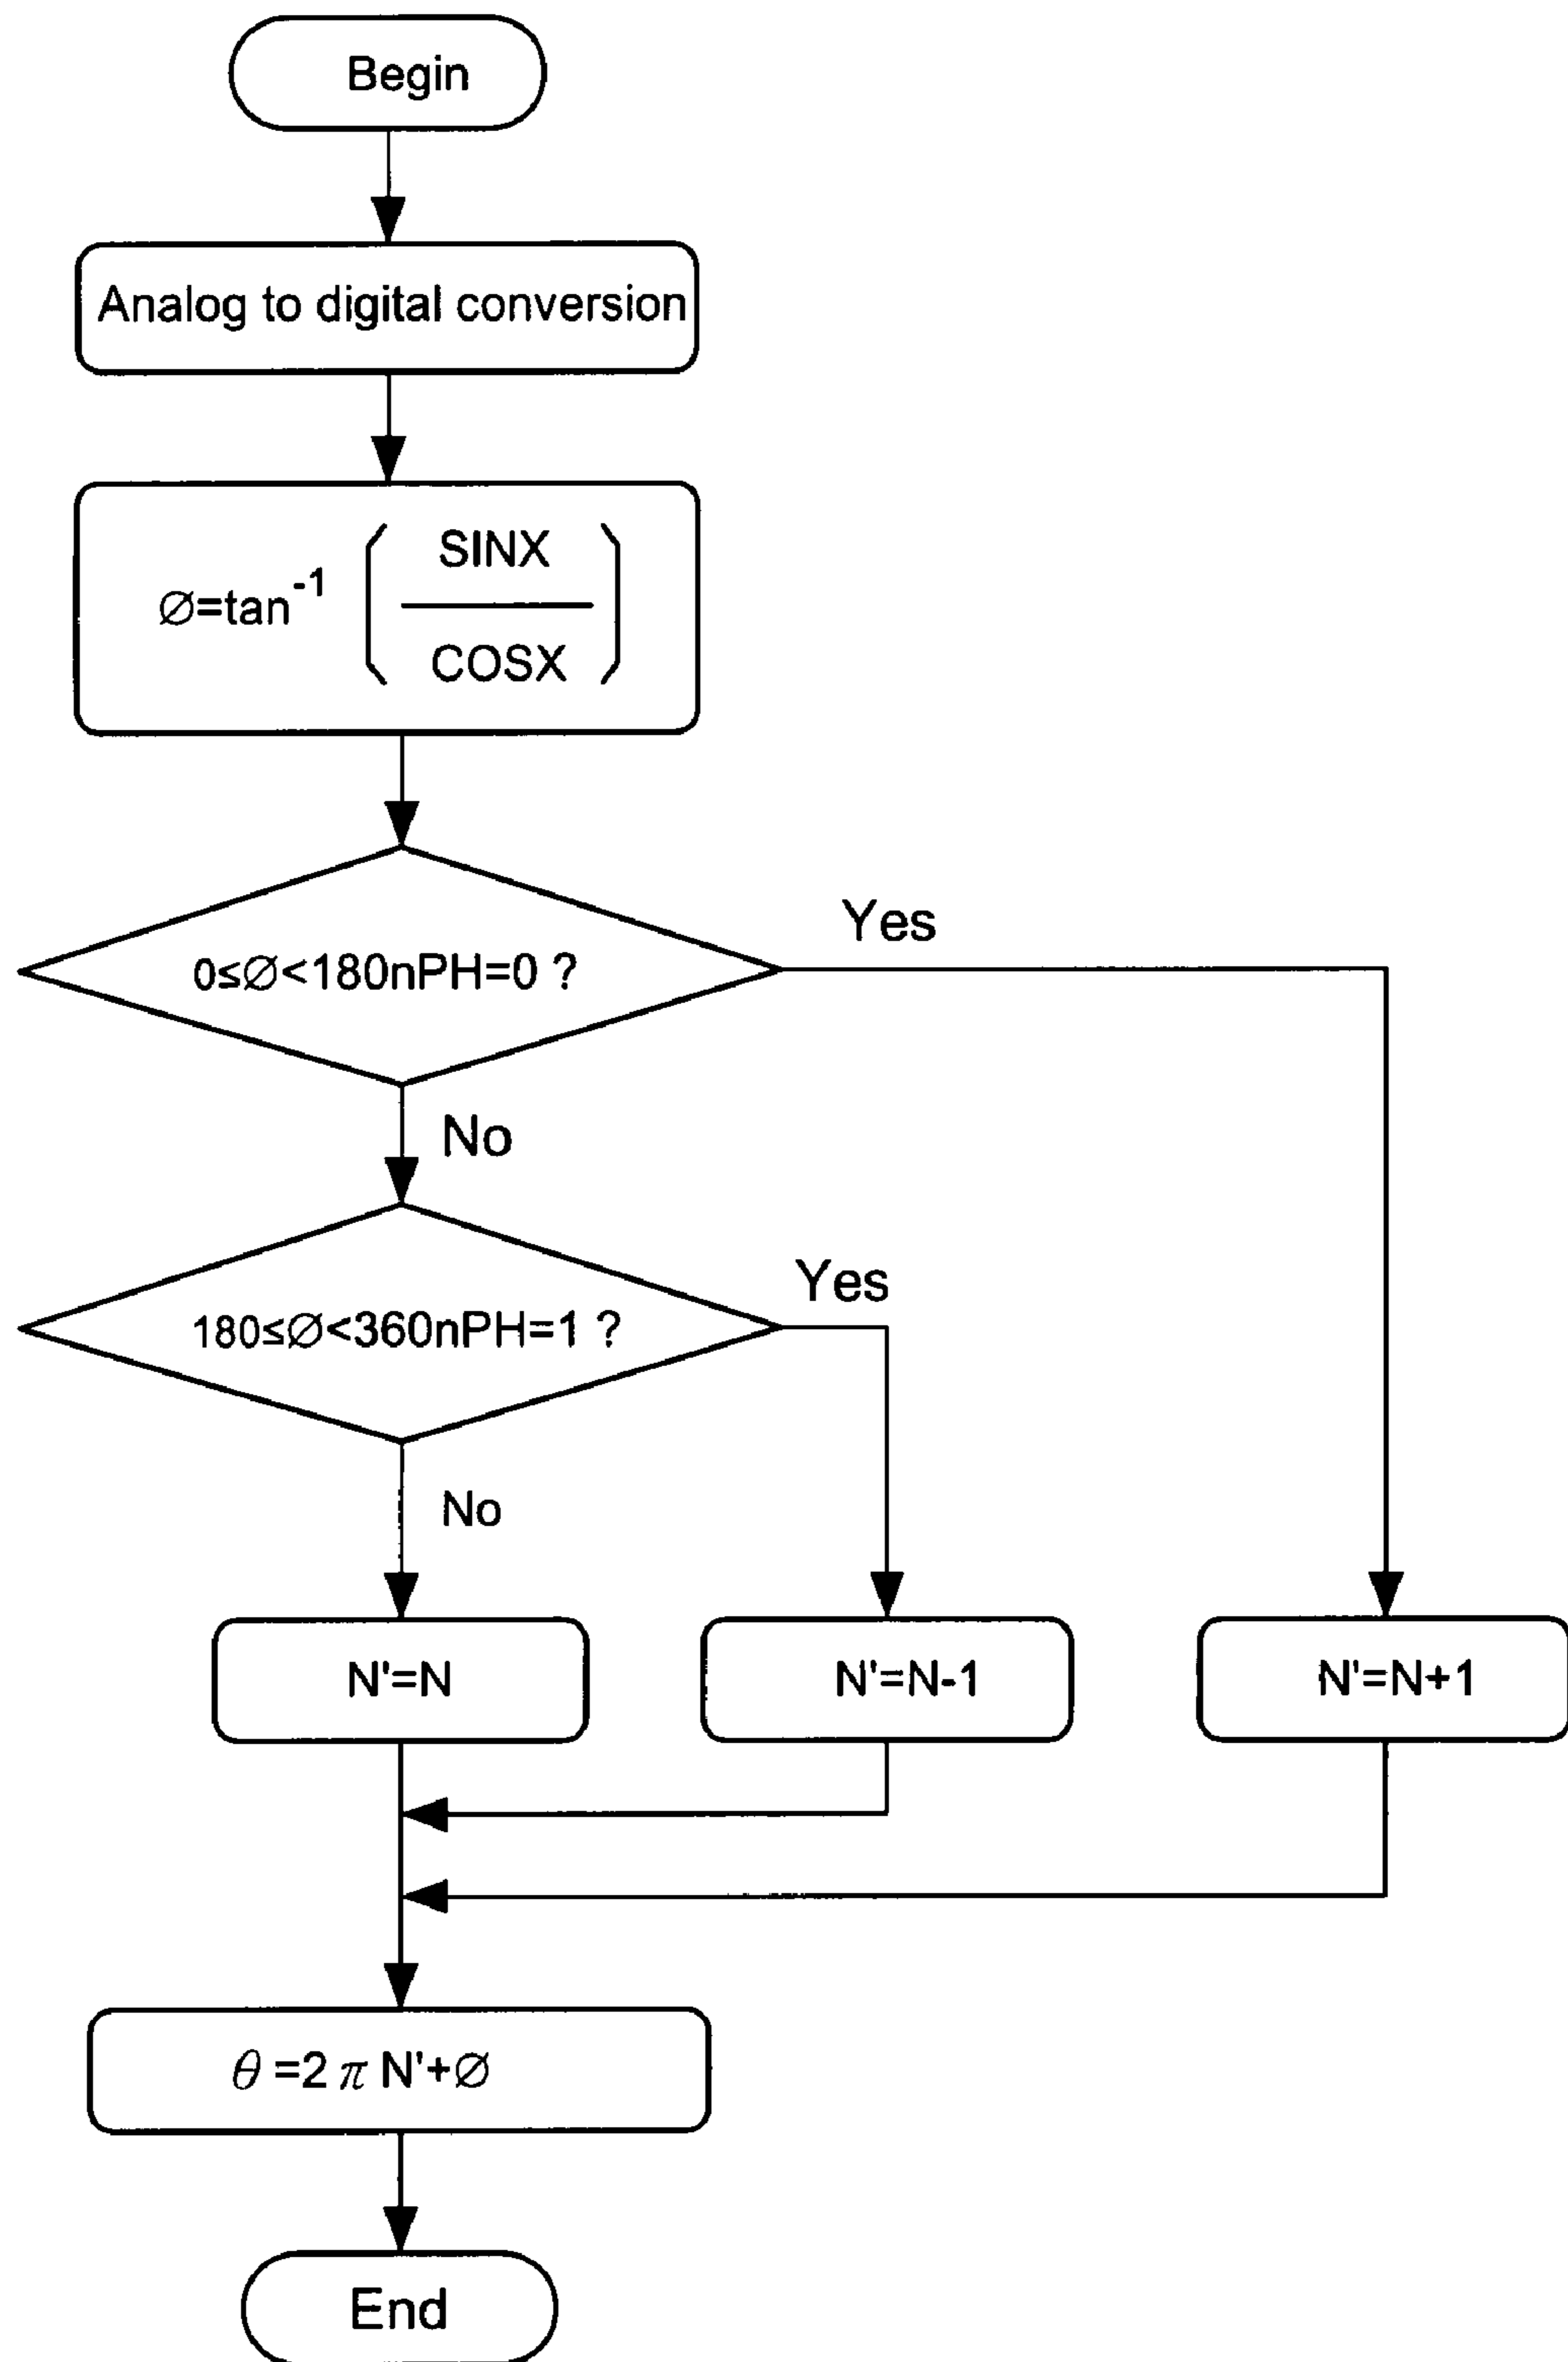 Begin
Analog to digital conversion
∅=tan⁻¹ ( SINX / COSX )
0≤∅<180nPH=0 ?
Yes
No
180≤∅<360nPH=1 ?
Yes
No
N'=N
N'=N-1
N'=N+1
θ=2πN'+∅
End